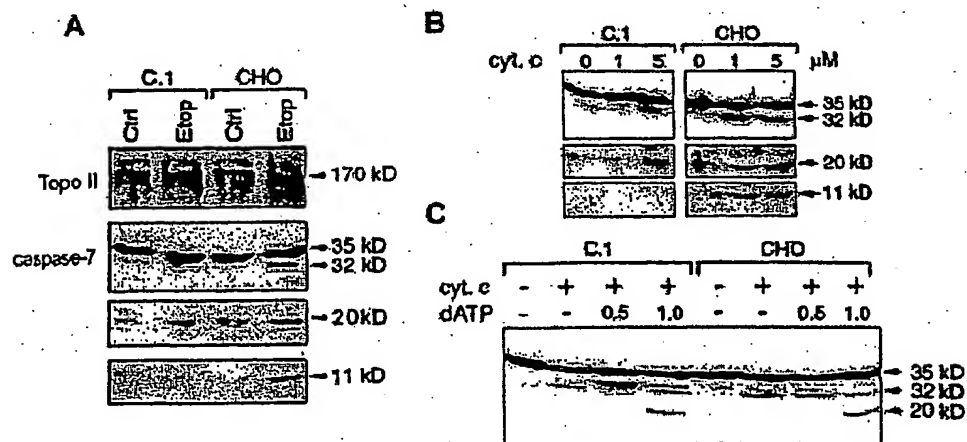 A
C.1 CHO
Ctrl Etop Ctrl Etop
Topo II 170 kD
caspase-7 35 kD
32 kD
20kD
11 kD
B
C.1 CHO
cyt. c 0 1 5 0 1 5 μM
35 kD
32 kD
20 kD
11 kD
C
C.1 CHO
cyt. c - + + + - + + +
dATP - - 0.5 1.0 - - 0.5 1.0
35 kD
32 kD
20 kD